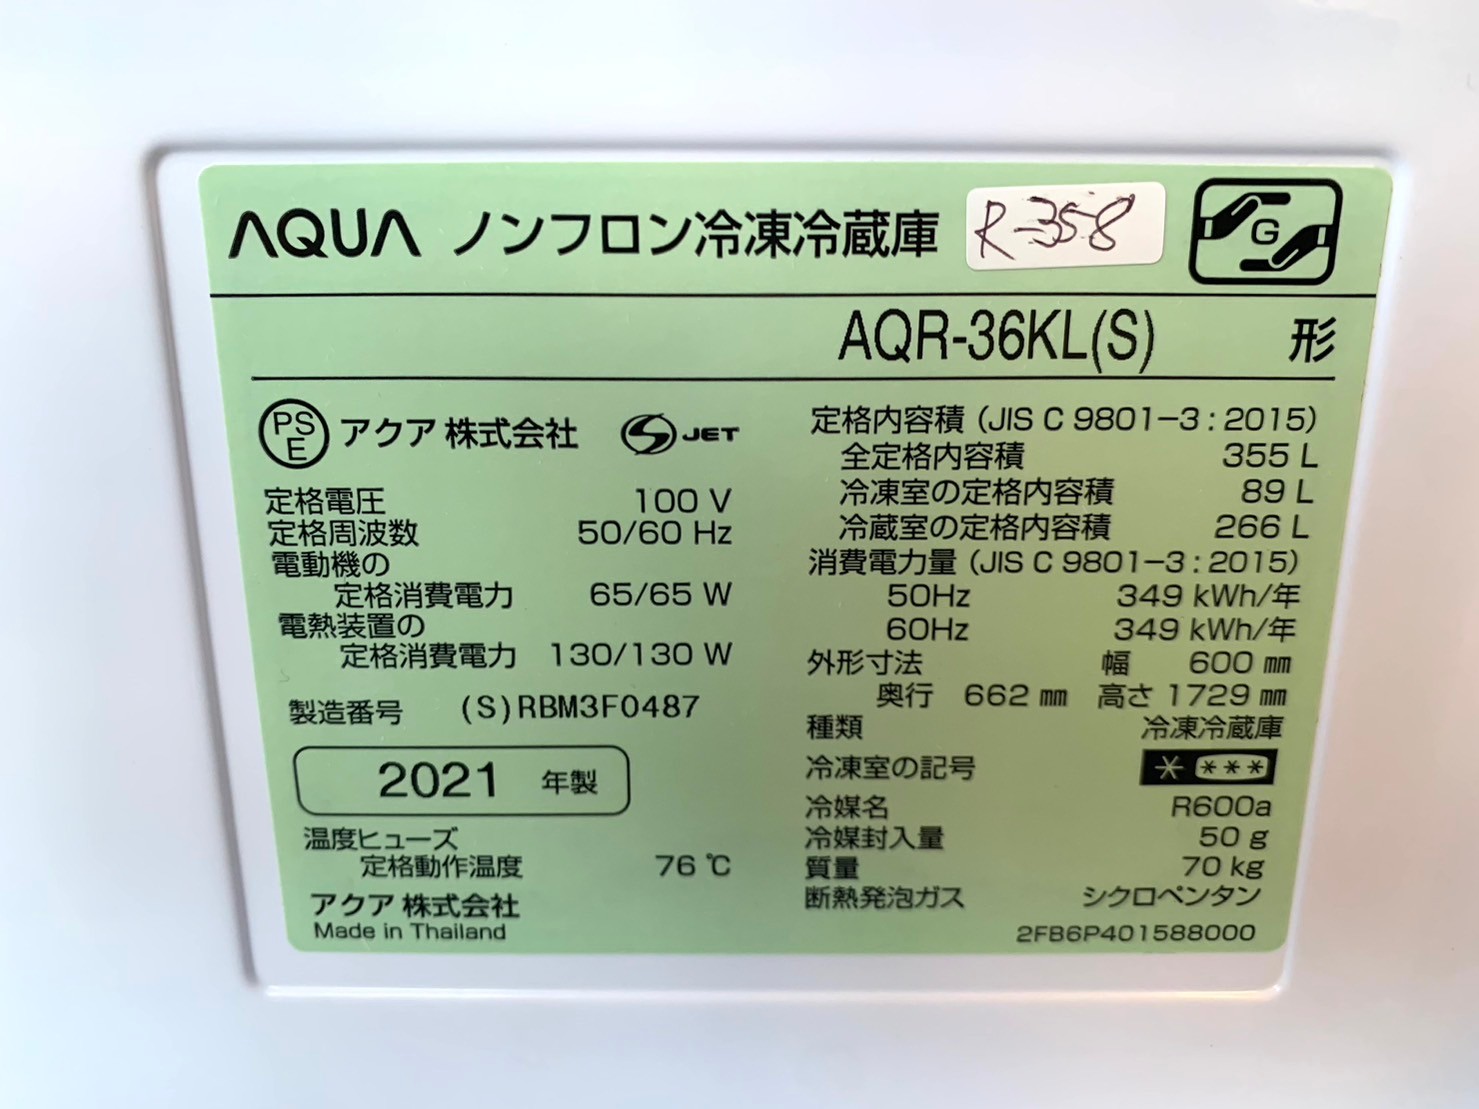 AQUA ノンフロン冷凍冷蔵庫 R-358 G
AQR-36KL(S) 形
PSE アクア 株式会社 S JET
定格電圧 100 V
定格周波数 50/60 Hz
電動機の
定格消費電力 65/65 W
電熱装置の
定格消費電力 130/130 W
製造番号 (S)RBM3F0487
2021 年製
温度ヒューズ
定格動作温度 76 ℃
アクア 株式会社
Made in Thailand
定格内容積 (JIS C 9801-3:2015)
全定格内容積 355 L
冷凍室の定格内容積 89 L
冷蔵室の定格内容積 266 L
消費電力量 (JIS C 9801-3:2015)
50Hz 349 kWh/年
60Hz 349 kWh/年
外形寸法 幅 600 ㎜
奥行 662 ㎜ 高さ 1729 ㎜
種類 冷凍冷蔵庫
冷凍室の記号 * ***
冷媒名 R600a
冷媒封入量 50 g
質量 70 kg
断熱発泡ガス シクロペンタン
2FB6P401588000